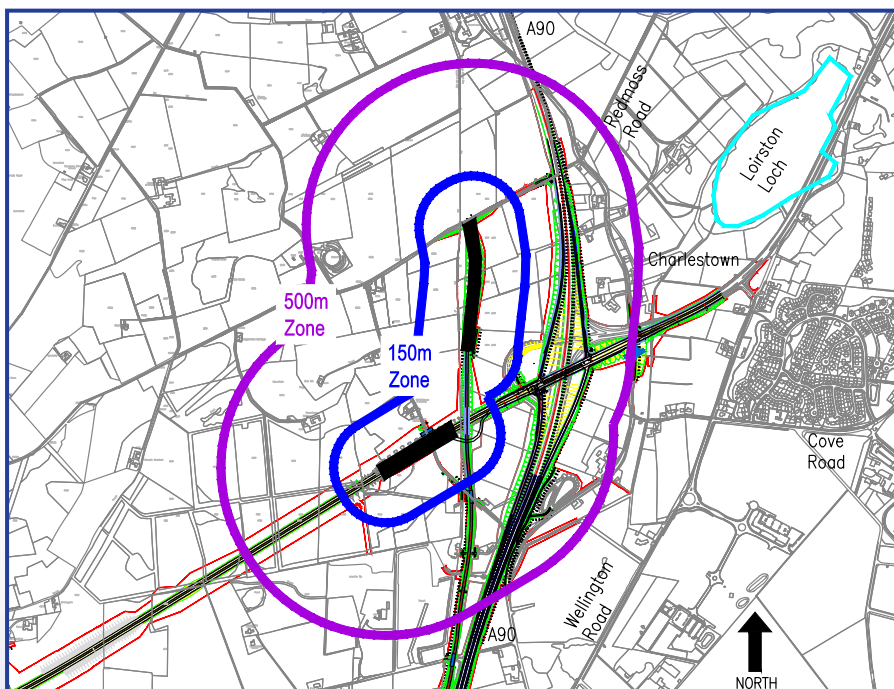 A90
Redmoss
Road
Loirston
Loch
Charlestown
500m
Zone
150m
Zone
Cove
Road
Wellington
Road
A90
NORTH